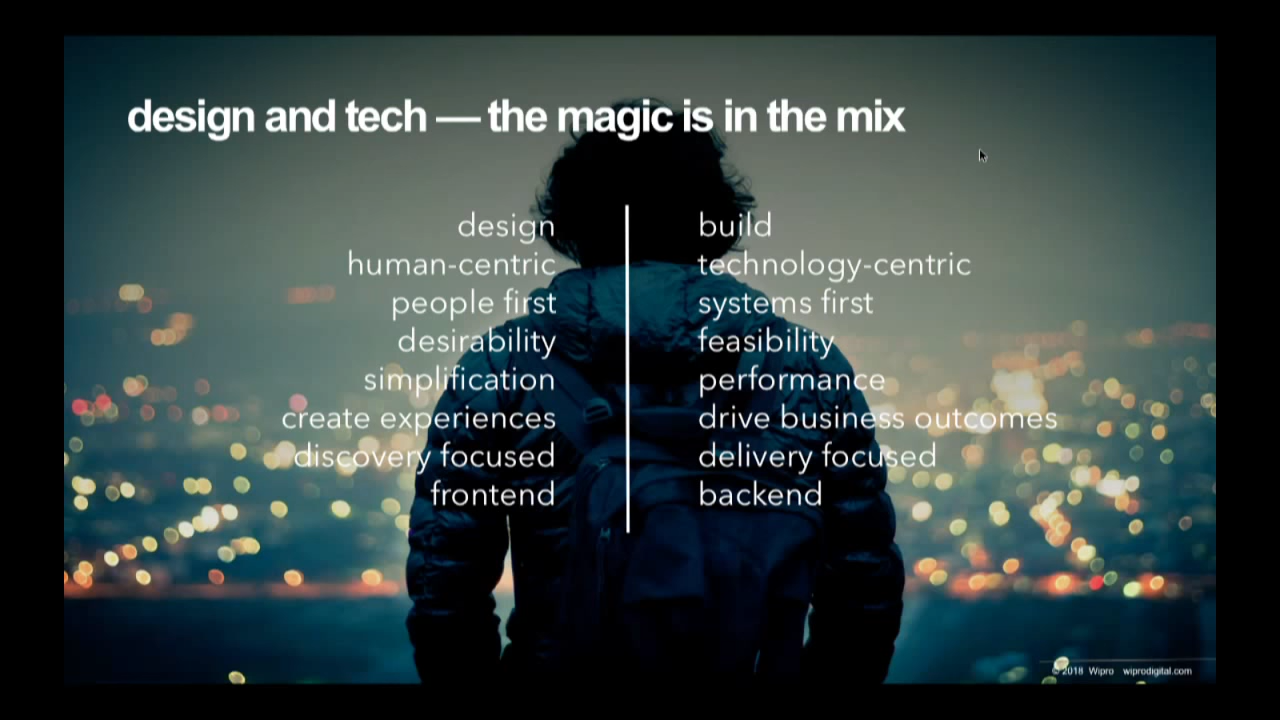 design and tech — the magic is in the mix
design
human-centric
people first
desirability
simplification
create experiences
discovery focused
frontend
build
technology-centric
systems first
feasibility
performance
drive business outcomes
delivery focused
backend
© 2018 Wipro wiprodigital.com